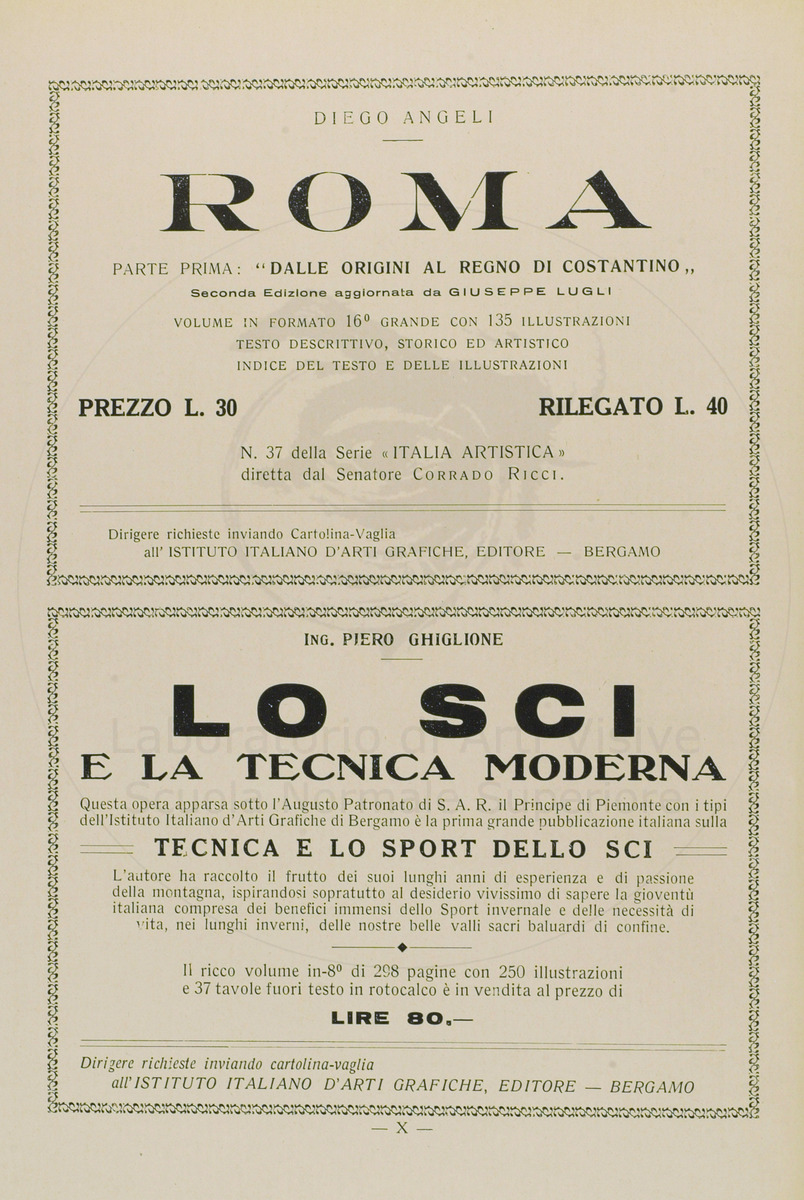 DIEGO ANGELI
ROMA
PARTE PRIMA: “DALLE ORIGINI AL REGNO DI COSTANTINO„
Seconda Edizione aggiornata da GIUSEPPE LUGLI
VOLUME IN FORMATO 16º GRANDE CON 135 ILLUSTRAZIONI
TESTO DESCRITTIVO, STORICO ED ARTISTICO
INDICE DEL TESTO E DELLE ILLUSTRAZIONI
PREZZO L. 30 RILEGATO L. 40
N. 37 della Serie « ITALIA ARTISTICA »
diretta dal Senatore CORRADO RICCI.
Dirigere richieste inviando Cartolina-Vaglia
all' ISTITUTO ITALIANO D'ARTI GRAFICHE, EDITORE — BERGAMO
ING. PIERO GHIGLIONE
LO SCI
E LA TECNICA MODERNA
Questa opera apparsa sotto l'Augusto Patronato di S. A. R. il Principe di Piemonte con i tipi
dell'Istituto Italiano d'Arti Grafiche di Bergamo è la prima grande pubblicazione italiana sulla
TECNICA E LO SPORT DELLO SCI
L'autore ha raccolto il frutto dei suoi lunghi anni di esperienza e di passione
della montagna, ispirandosi sopratutto al desiderio vivissimo di sapere la gioventù
italiana compresa dei benefici immensi dello Sport invernale e delle necessità di
vita, nei lunghi inverni, delle nostre belle valli sacri baluardi di confine.
Il ricco volume in-8º di 298 pagine con 250 illustrazioni
e 37 tavole fuori testo in rotocalco è in vendita al prezzo di
LIRE 80.—
Dirigere richieste inviando cartolina-vaglia
all'ISTITUTO ITALIANO D'ARTI GRAFICHE, EDITORE — BERGAMO
— X —